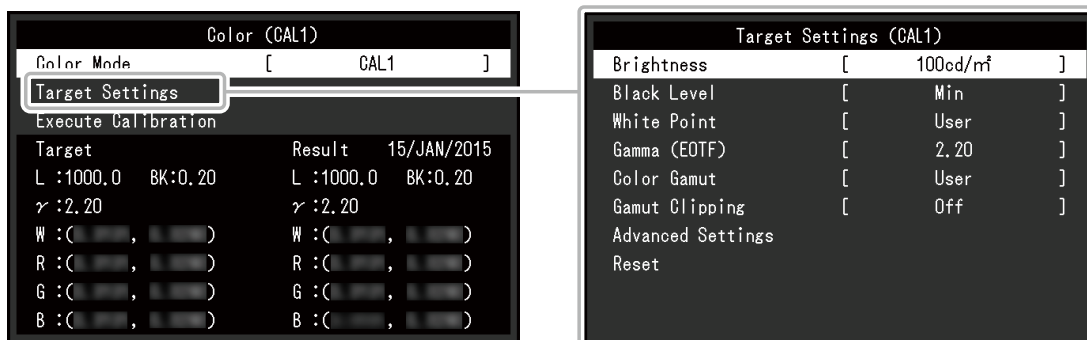 Color (CAL1)
Color Mode [ CAL1 ]
Target Settings
Execute Calibration
Target Result 15/JAN/2015
L :1000.0 BK:0.20 L :1000.0 BK:0.20
γ :2.20 γ :2.20
W :( , ) W :( , )
R :( , ) R :( , )
G :( , ) G :( , )
B :( , ) B :( , )
Target Settings (CAL1)
Brightness [ 100cd/㎡ ]
Black Level [ Min ]
White Point [ User ]
Gamma (EOTF) [ 2.20 ]
Color Gamut [ User ]
Gamut Clipping [ Off ]
Advanced Settings
Reset